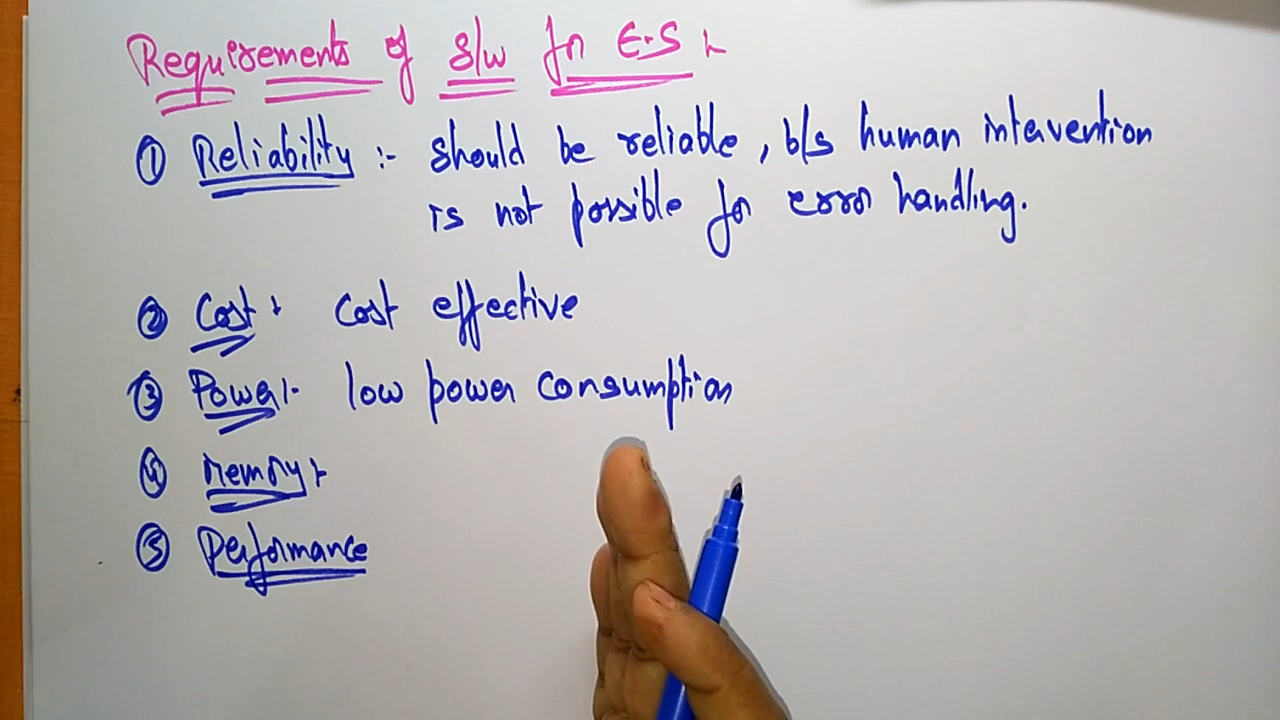 Requirements of S/w for E.S :-
① Reliability :- should be reliable, b/s human intervention
is not possible for error handling.
② Cost :- Cost effective
③ Power :- low power consumption
④ Memory :-
⑤ Performance